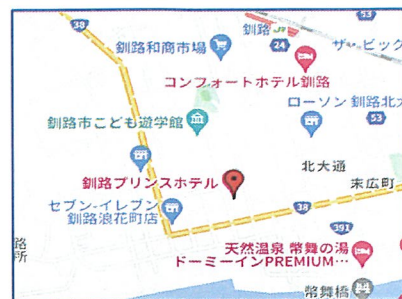 38
釧路
JR
53
24
ザ・ビッグ
釧路和商市場
コンフォートホテル釧路
ローソン 釧路北大
釧路市こども遊学館
53
北大通
釧路プリンスホテル
末広町
セブン-イレブン
釧路浪花町店
38
391
路
所
天然温泉 幣舞の湯
ドーミーインPREMIUM…
幣舞橋